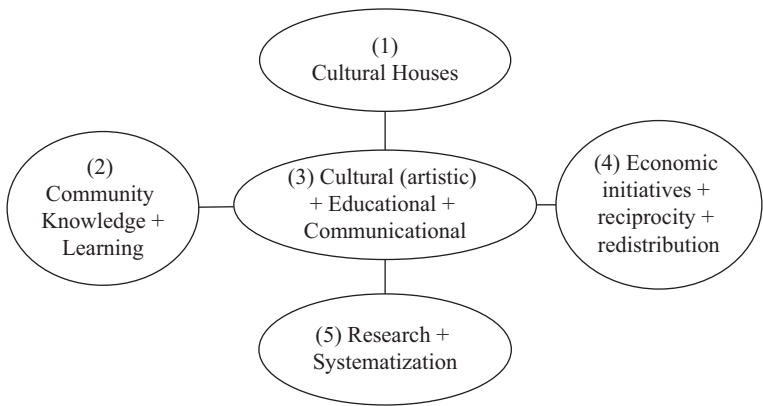 (1)
Cultural Houses
(2)
Community
Knowledge +
Learning
(3) Cultural (artistic)
+ Educational +
Communicational
(4) Economic
initiatives +
reciprocity +
redistribution
(5) Research +
Systematization